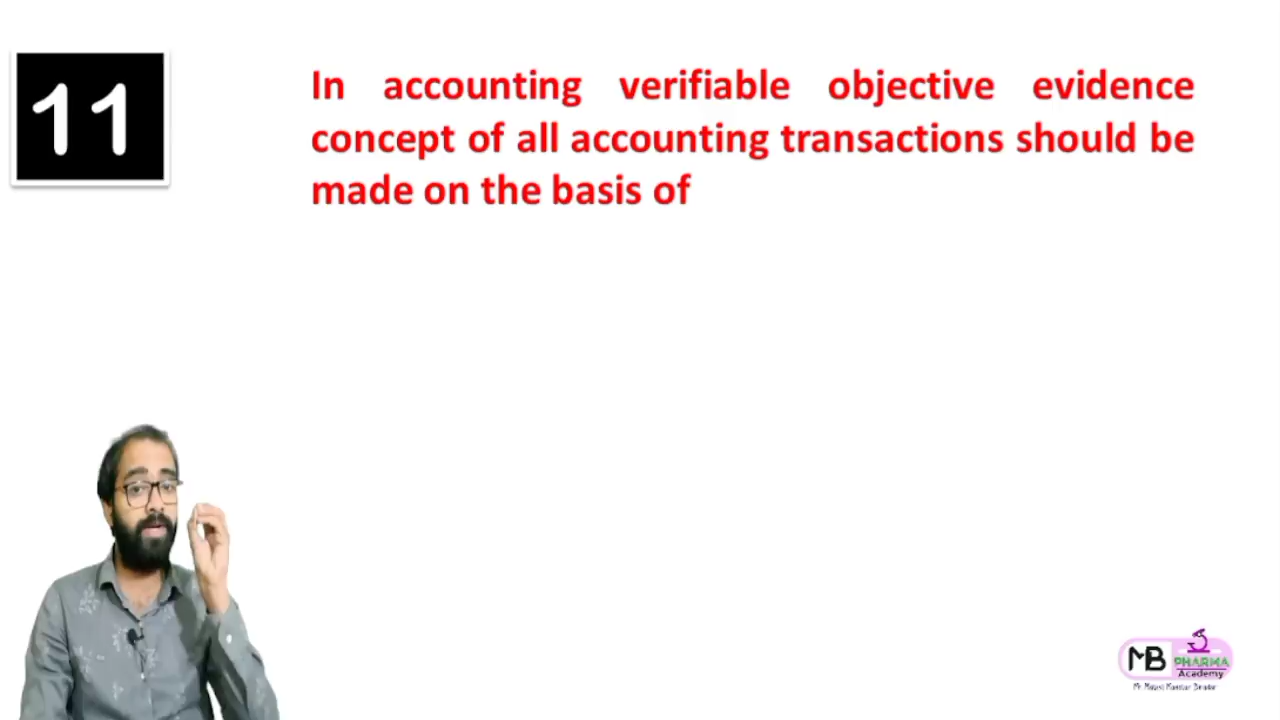 11
In accounting verifiable objective evidence
concept of all accounting transactions should be
made on the basis of
MB
PHARMA
Academy